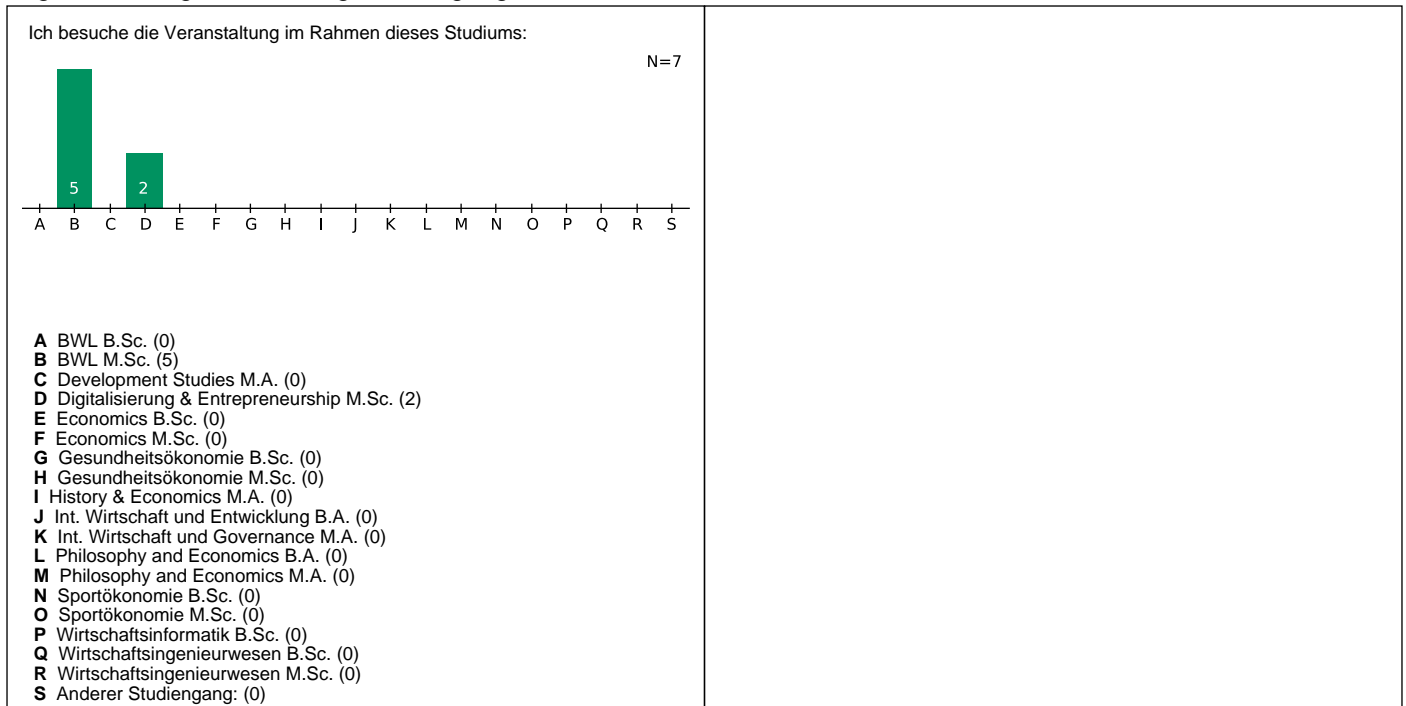 Ich besuche die Veranstaltung im Rahmen dieses Studiums:
N=7
5 2
A B C D E F G H I J K L M N O P Q R S
A BWL B.Sc. (0)
B BWL M.Sc. (5)
C Development Studies M.A. (0)
D Digitalisierung & Entrepreneurship M.Sc. (2)
E Economics B.Sc. (0)
F Economics M.Sc. (0)
G Gesundheitsökonomie B.Sc. (0)
H Gesundheitsökonomie M.Sc. (0)
I History & Economics M.A. (0)
J Int. Wirtschaft und Entwicklung B.A. (0)
K Int. Wirtschaft und Governance M.A. (0)
L Philosophy and Economics B.A. (0)
M Philosophy and Economics M.A. (0)
N Sportökonomie B.Sc. (0)
O Sportökonomie M.Sc. (0)
P Wirtschaftsinformatik B.Sc. (0)
Q Wirtschaftsingenieurwesen B.Sc. (0)
R Wirtschaftsingenieurwesen M.Sc. (0)
S Anderer Studiengang: (0)